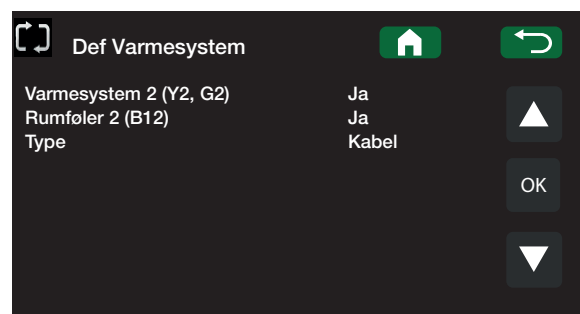 Def Varmesystem
Varmesystem 2 (Y2, G2) Ja
Rumføler 2 (B12) Ja
Type Kabel
OK